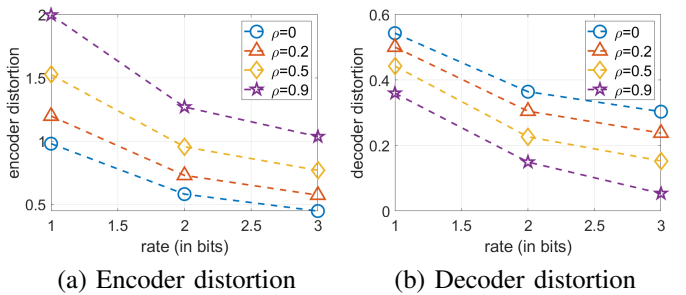 2
1.5
1
0.5
encoder distortion
1
1.5
2
2.5
3
rate (in bits)
ρ=0
ρ=0.2
ρ=0.5
ρ=0.9
(a) Encoder distortion
0.6
0.4
0.2
0
decoder distortion
1
1.5
2
2.5
3
rate (in bits)
ρ=0
ρ=0.2
ρ=0.5
ρ=0.9
(b) Decoder distortion